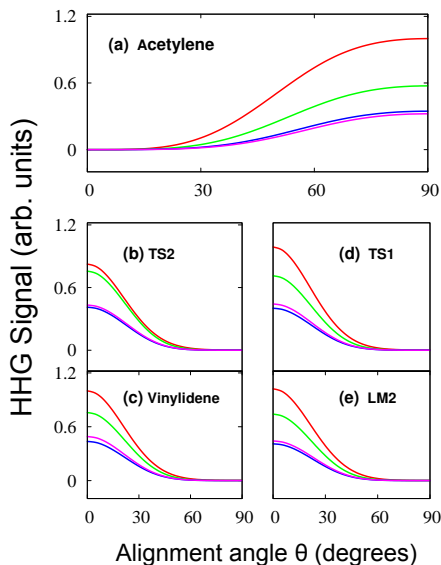 1.2
(a) Acetylene
0.6
0
0 30 60 90
HHG Signal (arb. units)
1.2
(b) TS2
0.6
0
(d) TS1
1.2
(c) Vinylidene
0.6
0
0 30 60 90
(e) LM2
0 30 60 90
Alignment angle θ (degrees)